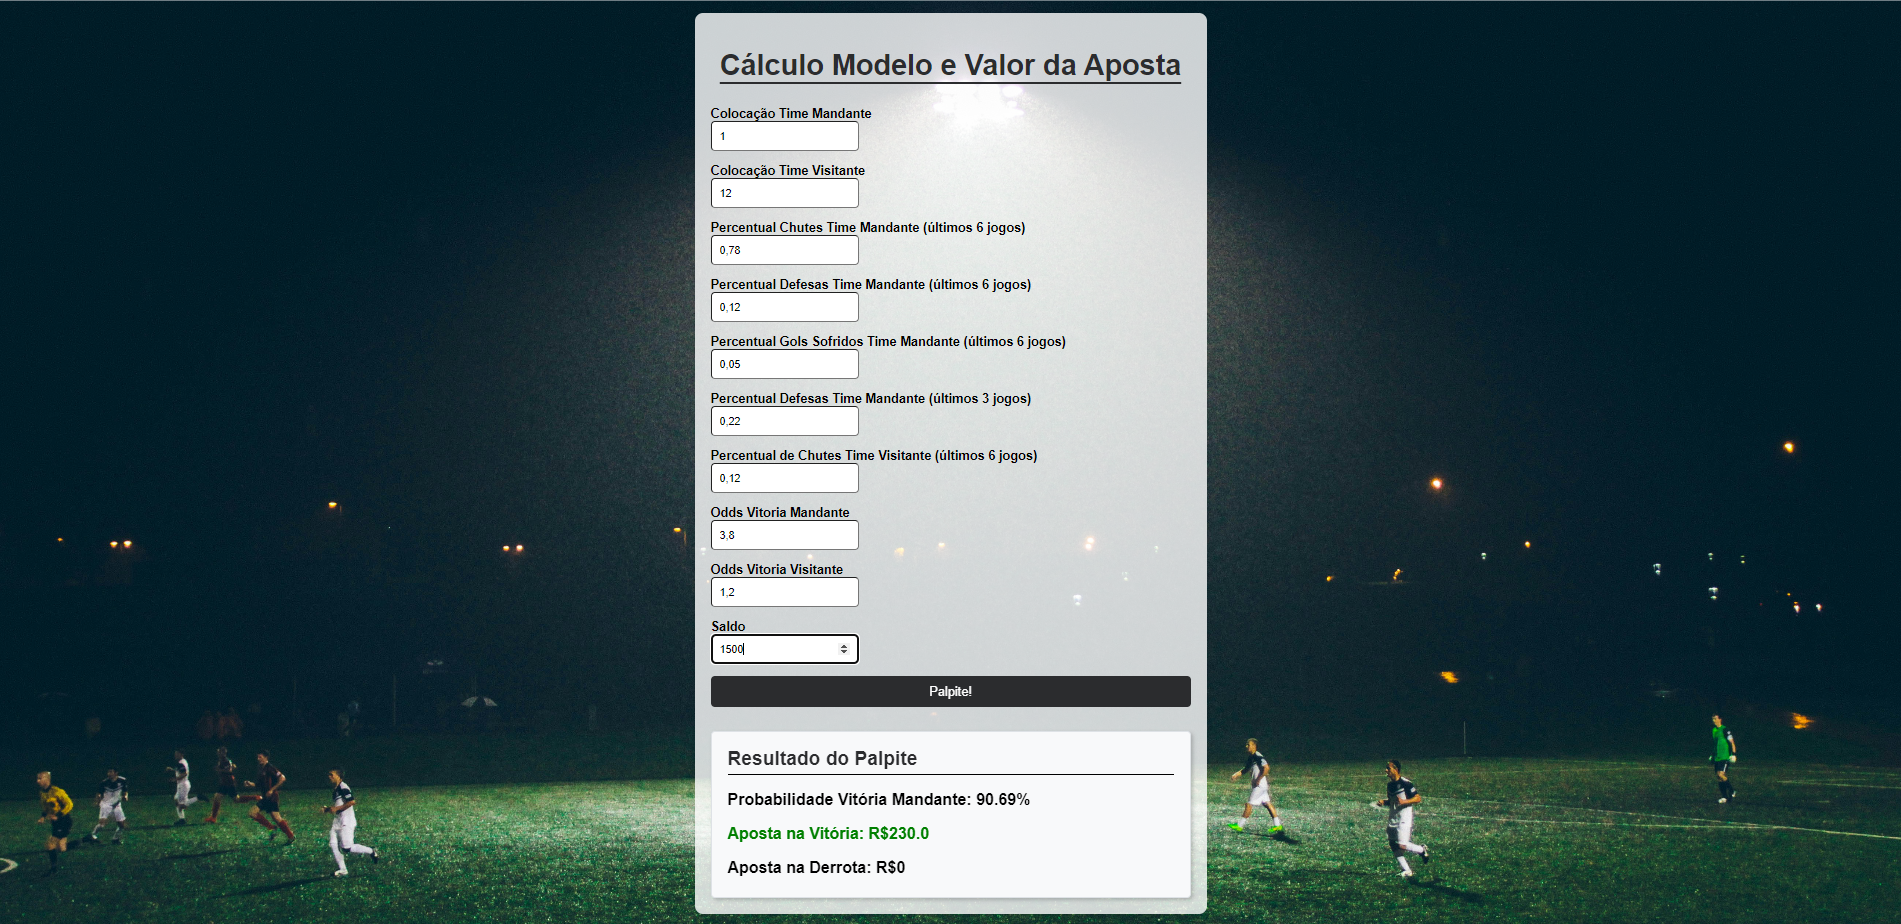 Cálculo Modelo e Valor da Aposta
Colocação Time Mandante
1
Colocação Time Visitante
12
Percentual Chutes Time Mandante (últimos 6 jogos)
0,78
Percentual Defesas Time Mandante (últimos 6 jogos)
0,12
Percentual Gols Sofridos Time Mandante (últimos 6 jogos)
0,05
Percentual Defesas Time Mandante (últimos 3 jogos)
0,22
Percentual de Chutes Time Visitante (últimos 6 jogos)
0,12
Odds Vitoria Mandante
3,8
Odds Vitoria Visitante
1,2
Saldo
1500
Palpite!
Resultado do Palpite
Probabilidade Vitória Mandante: 90.69%
Aposta na Vitória: R$230.0
Aposta na Derrota: R$0